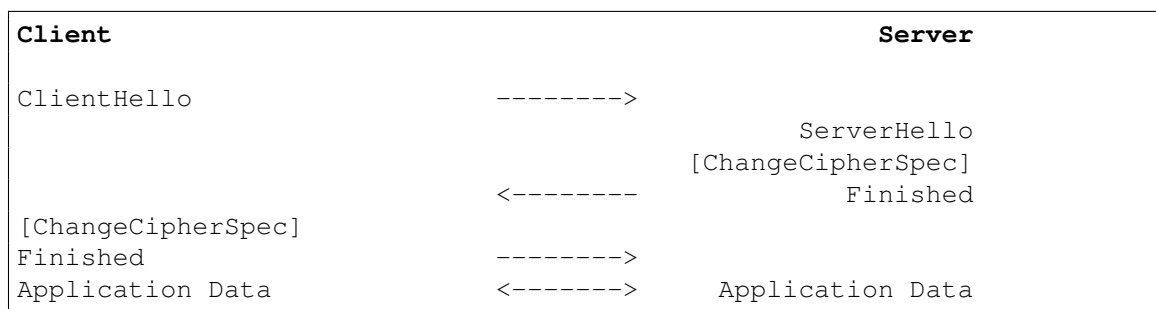 Client Server
ClientHello -------->
ServerHello
[ChangeCipherSpec]
<-------- Finished
[ChangeCipherSpec]
Finished -------->
Application Data <-------> Application Data